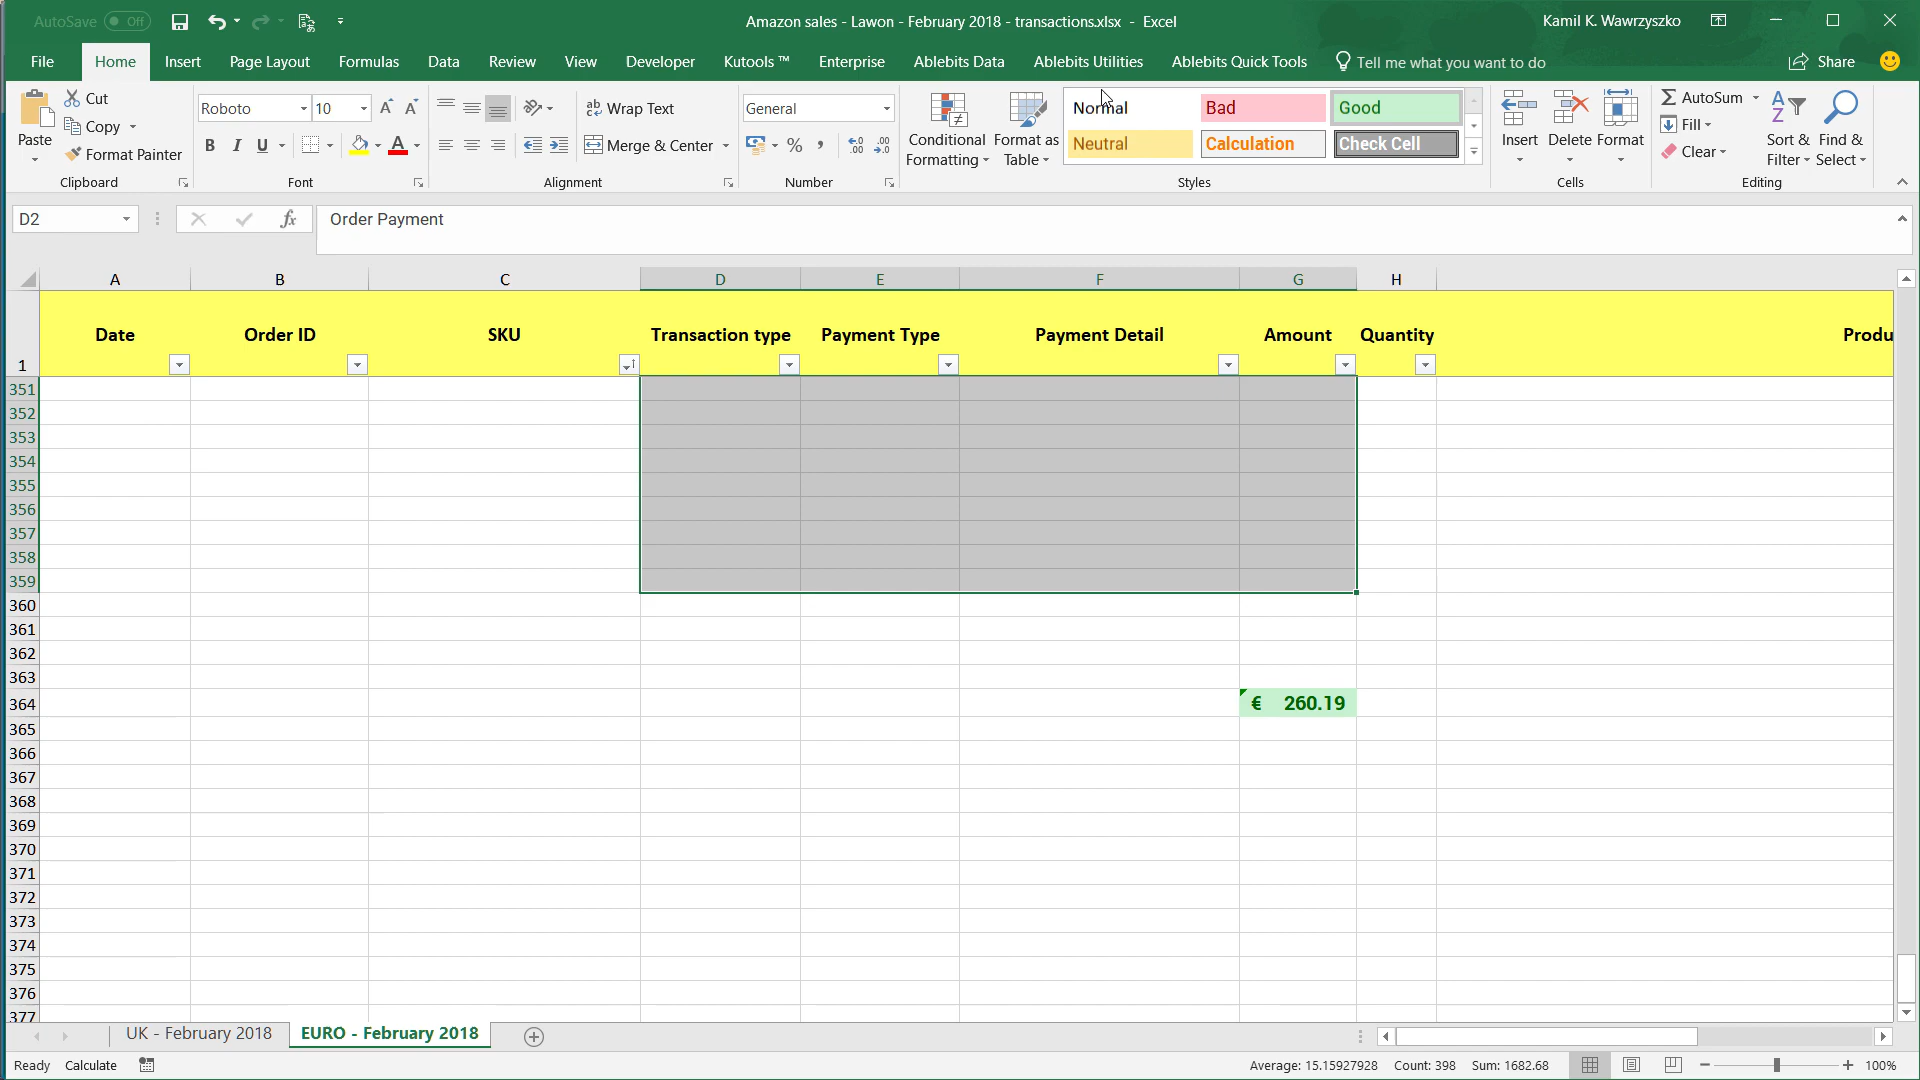 AutoSave Off
Amazon sales - Lawon - February 2018 - transactions.xlsx - Excel
Kamil K. Wawrzyszko
File Home Insert Page Layout Formulas Data Review View Developer Kutools ™ Enterprise Ablebits Data Ablebits Utilities Ablebits Quick Tools Tell me what you want to do Share
Paste
Cut
Copy
Format Painter
Clipboard
Roboto 10
B I U A
Font
Wrap Text
Merge & Center
Alignment
General
% ,
Number
Conditional Formatting
Format as Table
Normal Bad Good
Neutral Calculation Check Cell
Styles
Insert Delete Format
Cells
AutoSum
Fill
Clear
Sort & Filter
Find & Select
Editing
D2 fx Order Payment
A B C D E F G H
1 Date Order ID SKU Transaction type Payment Type Payment Detail Amount Quantity Produ
351
352
353
354
355
356
357
358
359
360
361
362
363
364 € 260.19
365
366
367
368
369
370
371
372
373
374
375
376
377
UK - February 2018 EURO - February 2018
Ready Calculate Average: 15.15927928 Count: 398 Sum: 1682.68 100%